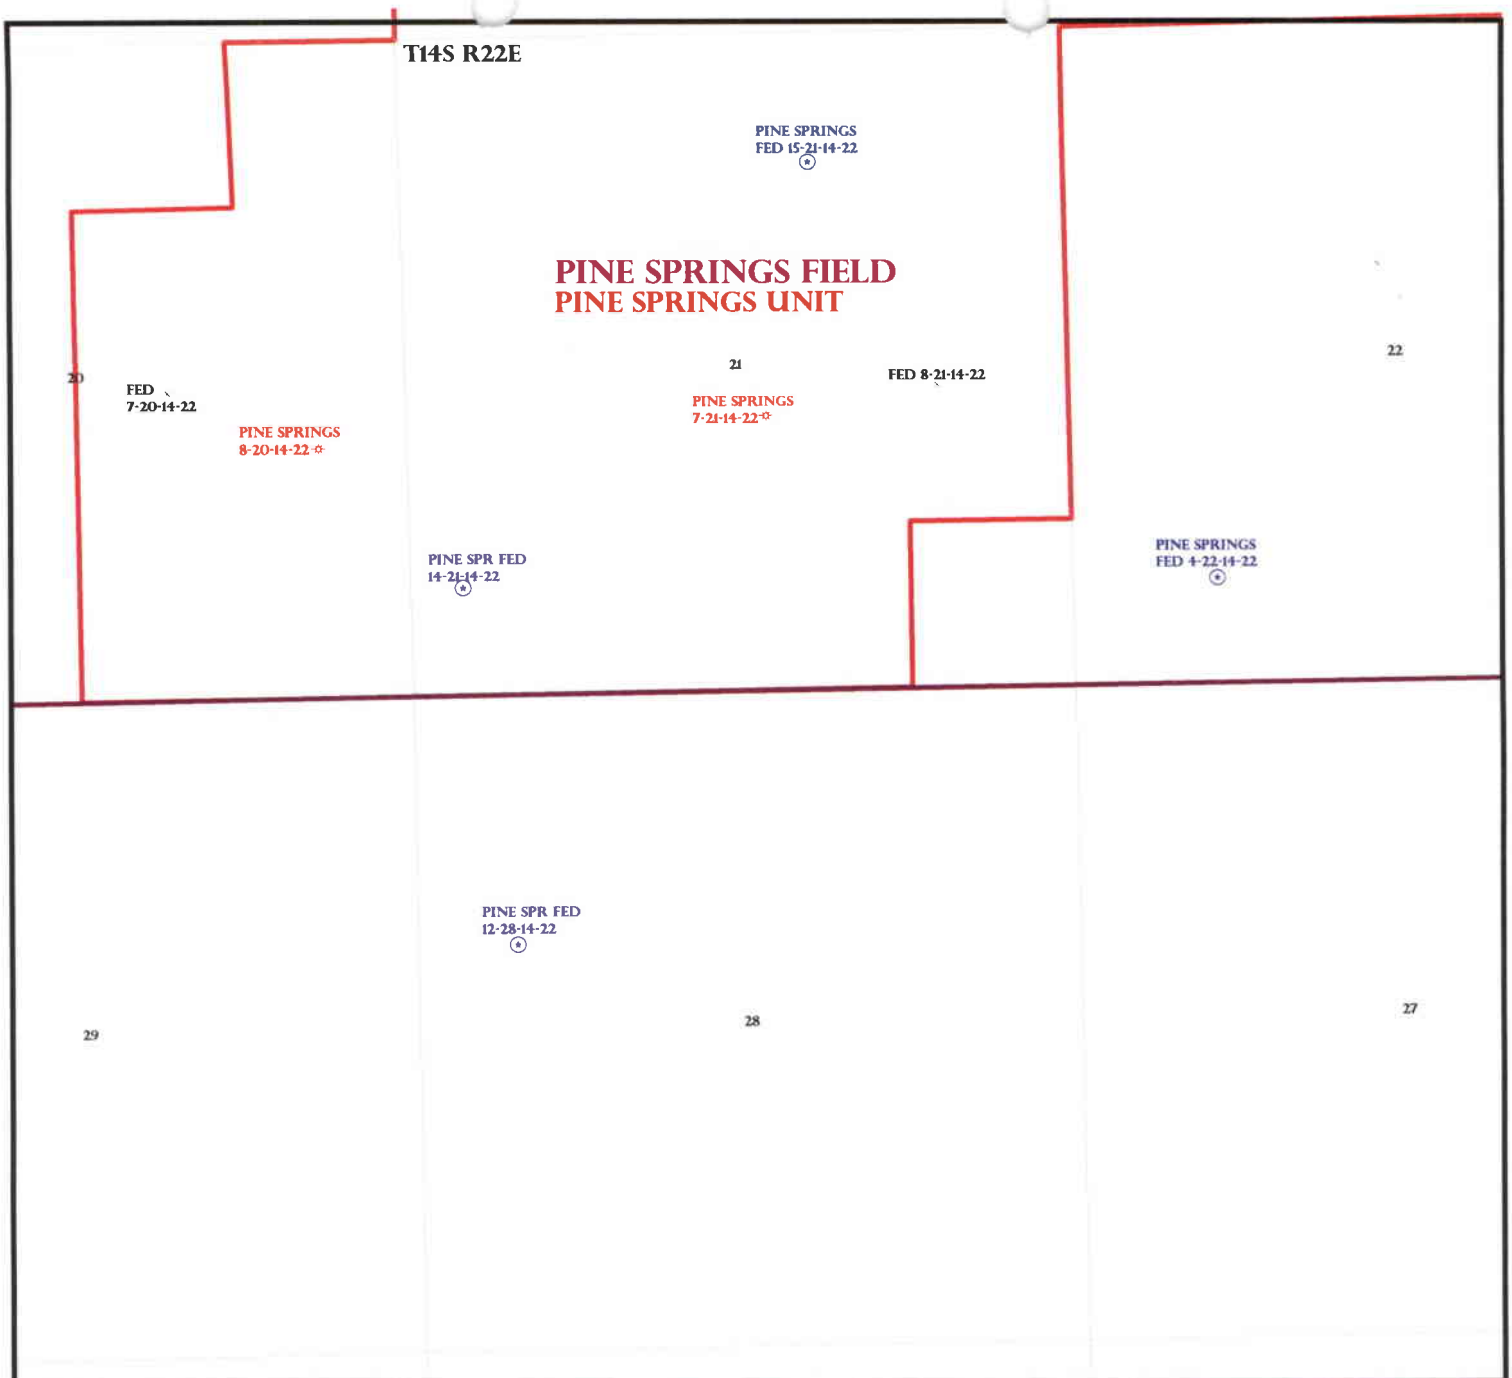 T14S R22E
PINE SPRINGS
FED 15-21-14-22
PINE SPRINGS FIELD
PINE SPRINGS UNIT
20
21
22
FED
7-20-14-22
FED 8-21-14-22
PINE SPRINGS
7-21-14-22
PINE SPRINGS
8-20-14-22
PINE SPR FED
14-21-14-22
PINE SPRINGS
FED 4-22-14-22
PINE SPR FED
12-28-14-22
29
28
27